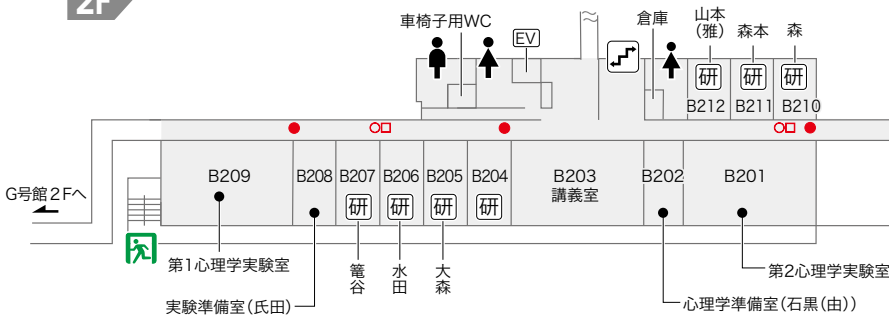 2F
車椅子用WC
EV
倉庫
山本
(雅)
森本
森
研
研
研
B212
B211
B210
B209
B208
B207
B206
B205
B204
B203
講義室
B202
B201
研
研
研
研
G号館2Fへ
第1心理学実験室
篭谷
水田
大森
第2心理学実験室
実験準備室(氏田)
心理学準備室(石黒(由))